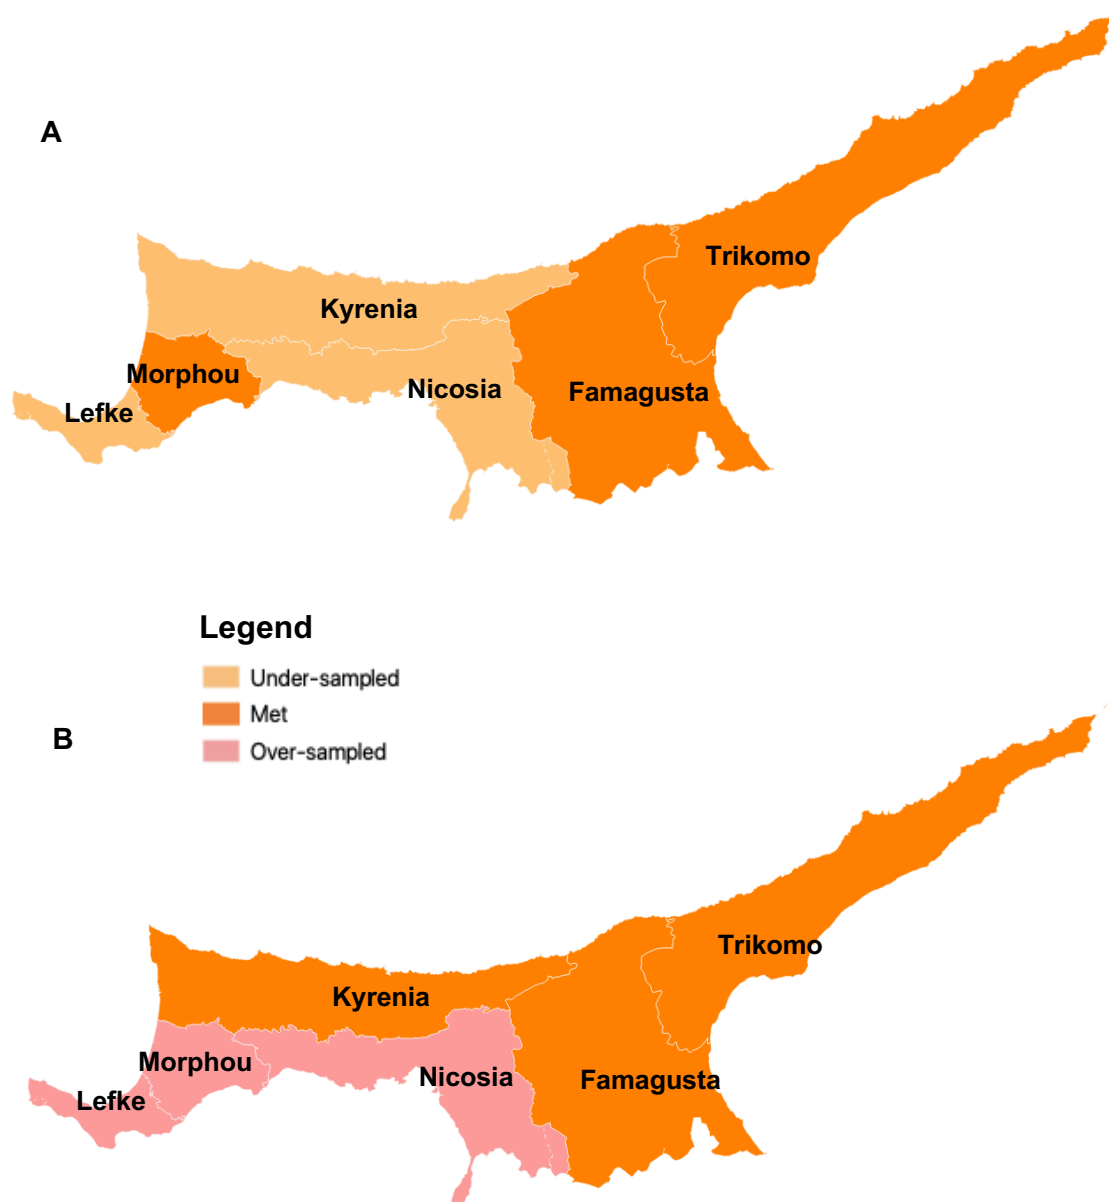 A
Trikomo
Kyrenia
Morphou
Nicosia
Famagusta
Lefke
Legend
Under-sampled
Met
Over-sampled
B
Trikomo
Kyrenia
Morphou
Nicosia
Famagusta
Lefke